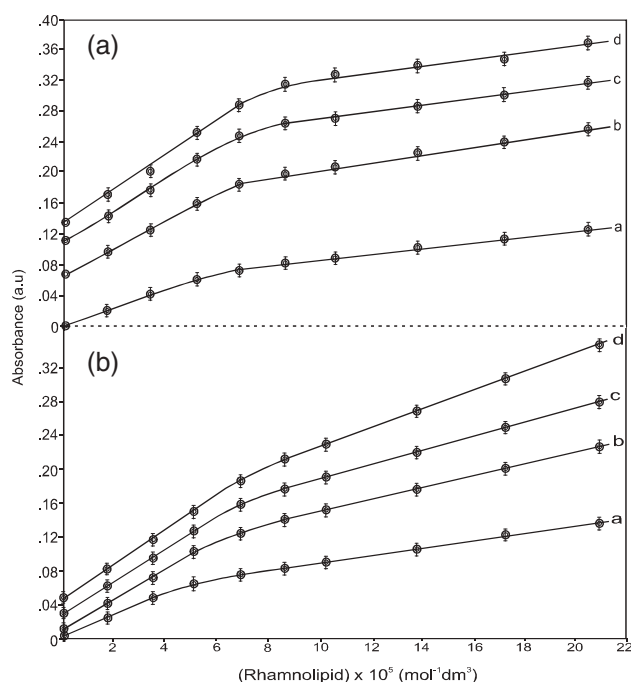 .40
(a)
d
.36
.32
c
.28
b
.24
.20
.16
a
.12
.08
.04
0
Absorbance (a.u)
(b)
d
.32
c
.28
b
.24
.20
.16
a
.12
.08
.04
0
2 4 6 8 10 12 14 16 18 20 22
(Rhamnolipid) x 10⁵ (mol⁻¹dm³)